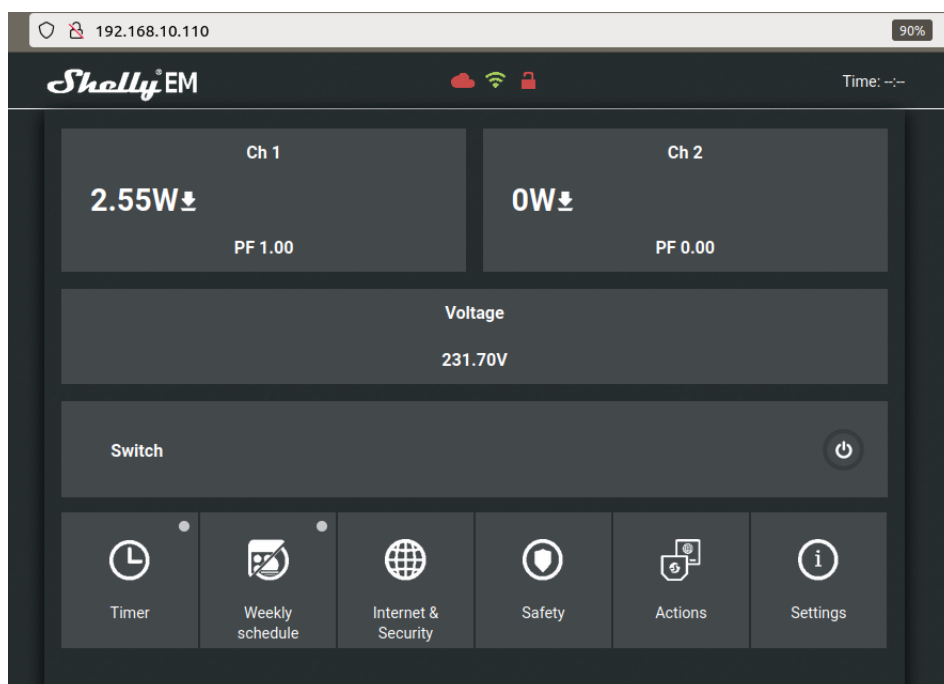 192.168.10.110
90%
Shelly® EM
Time: --:--
Ch 1
2.55W
PF 1.00
Ch 2
0W
PF 0.00
Voltage
231.70V
Switch
Timer
Weekly
schedule
Internet &
Security
Safety
Actions
Settings